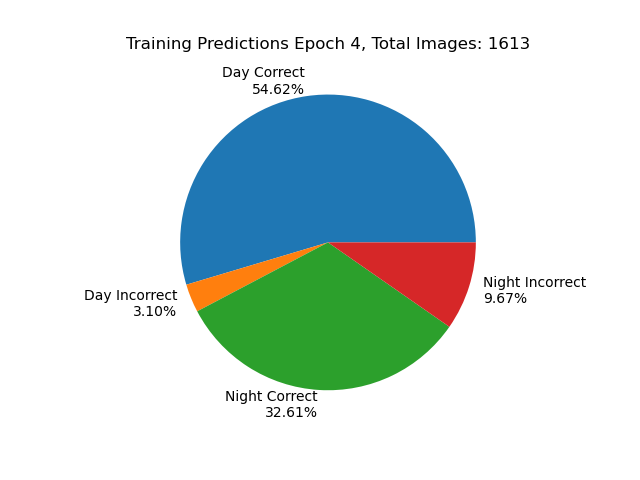 Training Predictions Epoch 4, Total Images: 1613
Day Correct
54.62%
Day Incorrect
3.10%
Night Correct
32.61%
Night Incorrect
9.67%